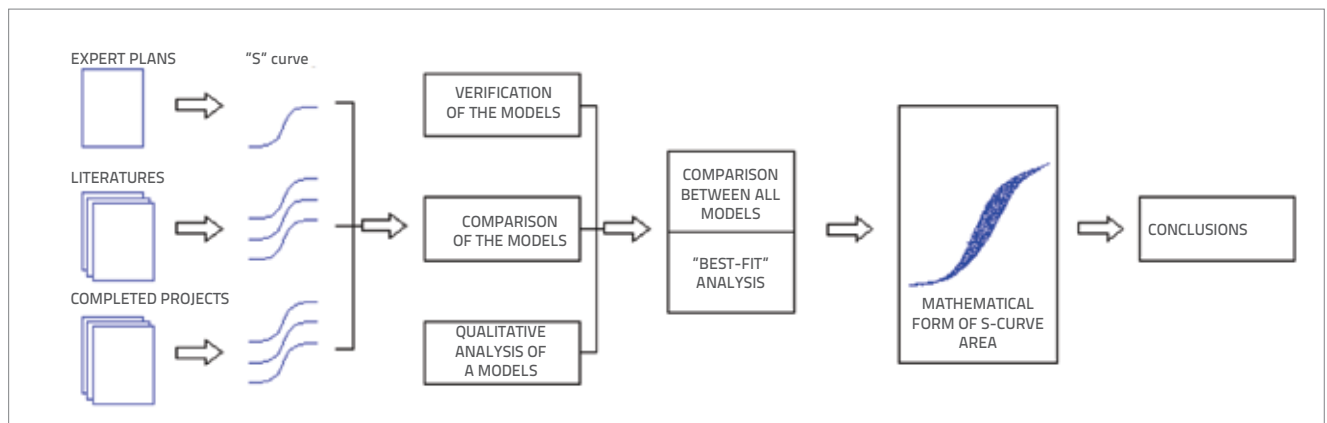 EXPERT PLANS
"S" curve
LITERATURES
COMPLETED PROJECTS
VERIFICATION
OF THE MODELS
COMPARISON
OF THE MODELS
QUALITATIVE
ANALYSIS OF
A MODELS
COMPARISON
BETWEEN ALL
MODELS
"BEST-FIT"
ANALYSIS
MATHEMATICAL
FORM OF S-CURVE
AREA
CONCLUSIONS